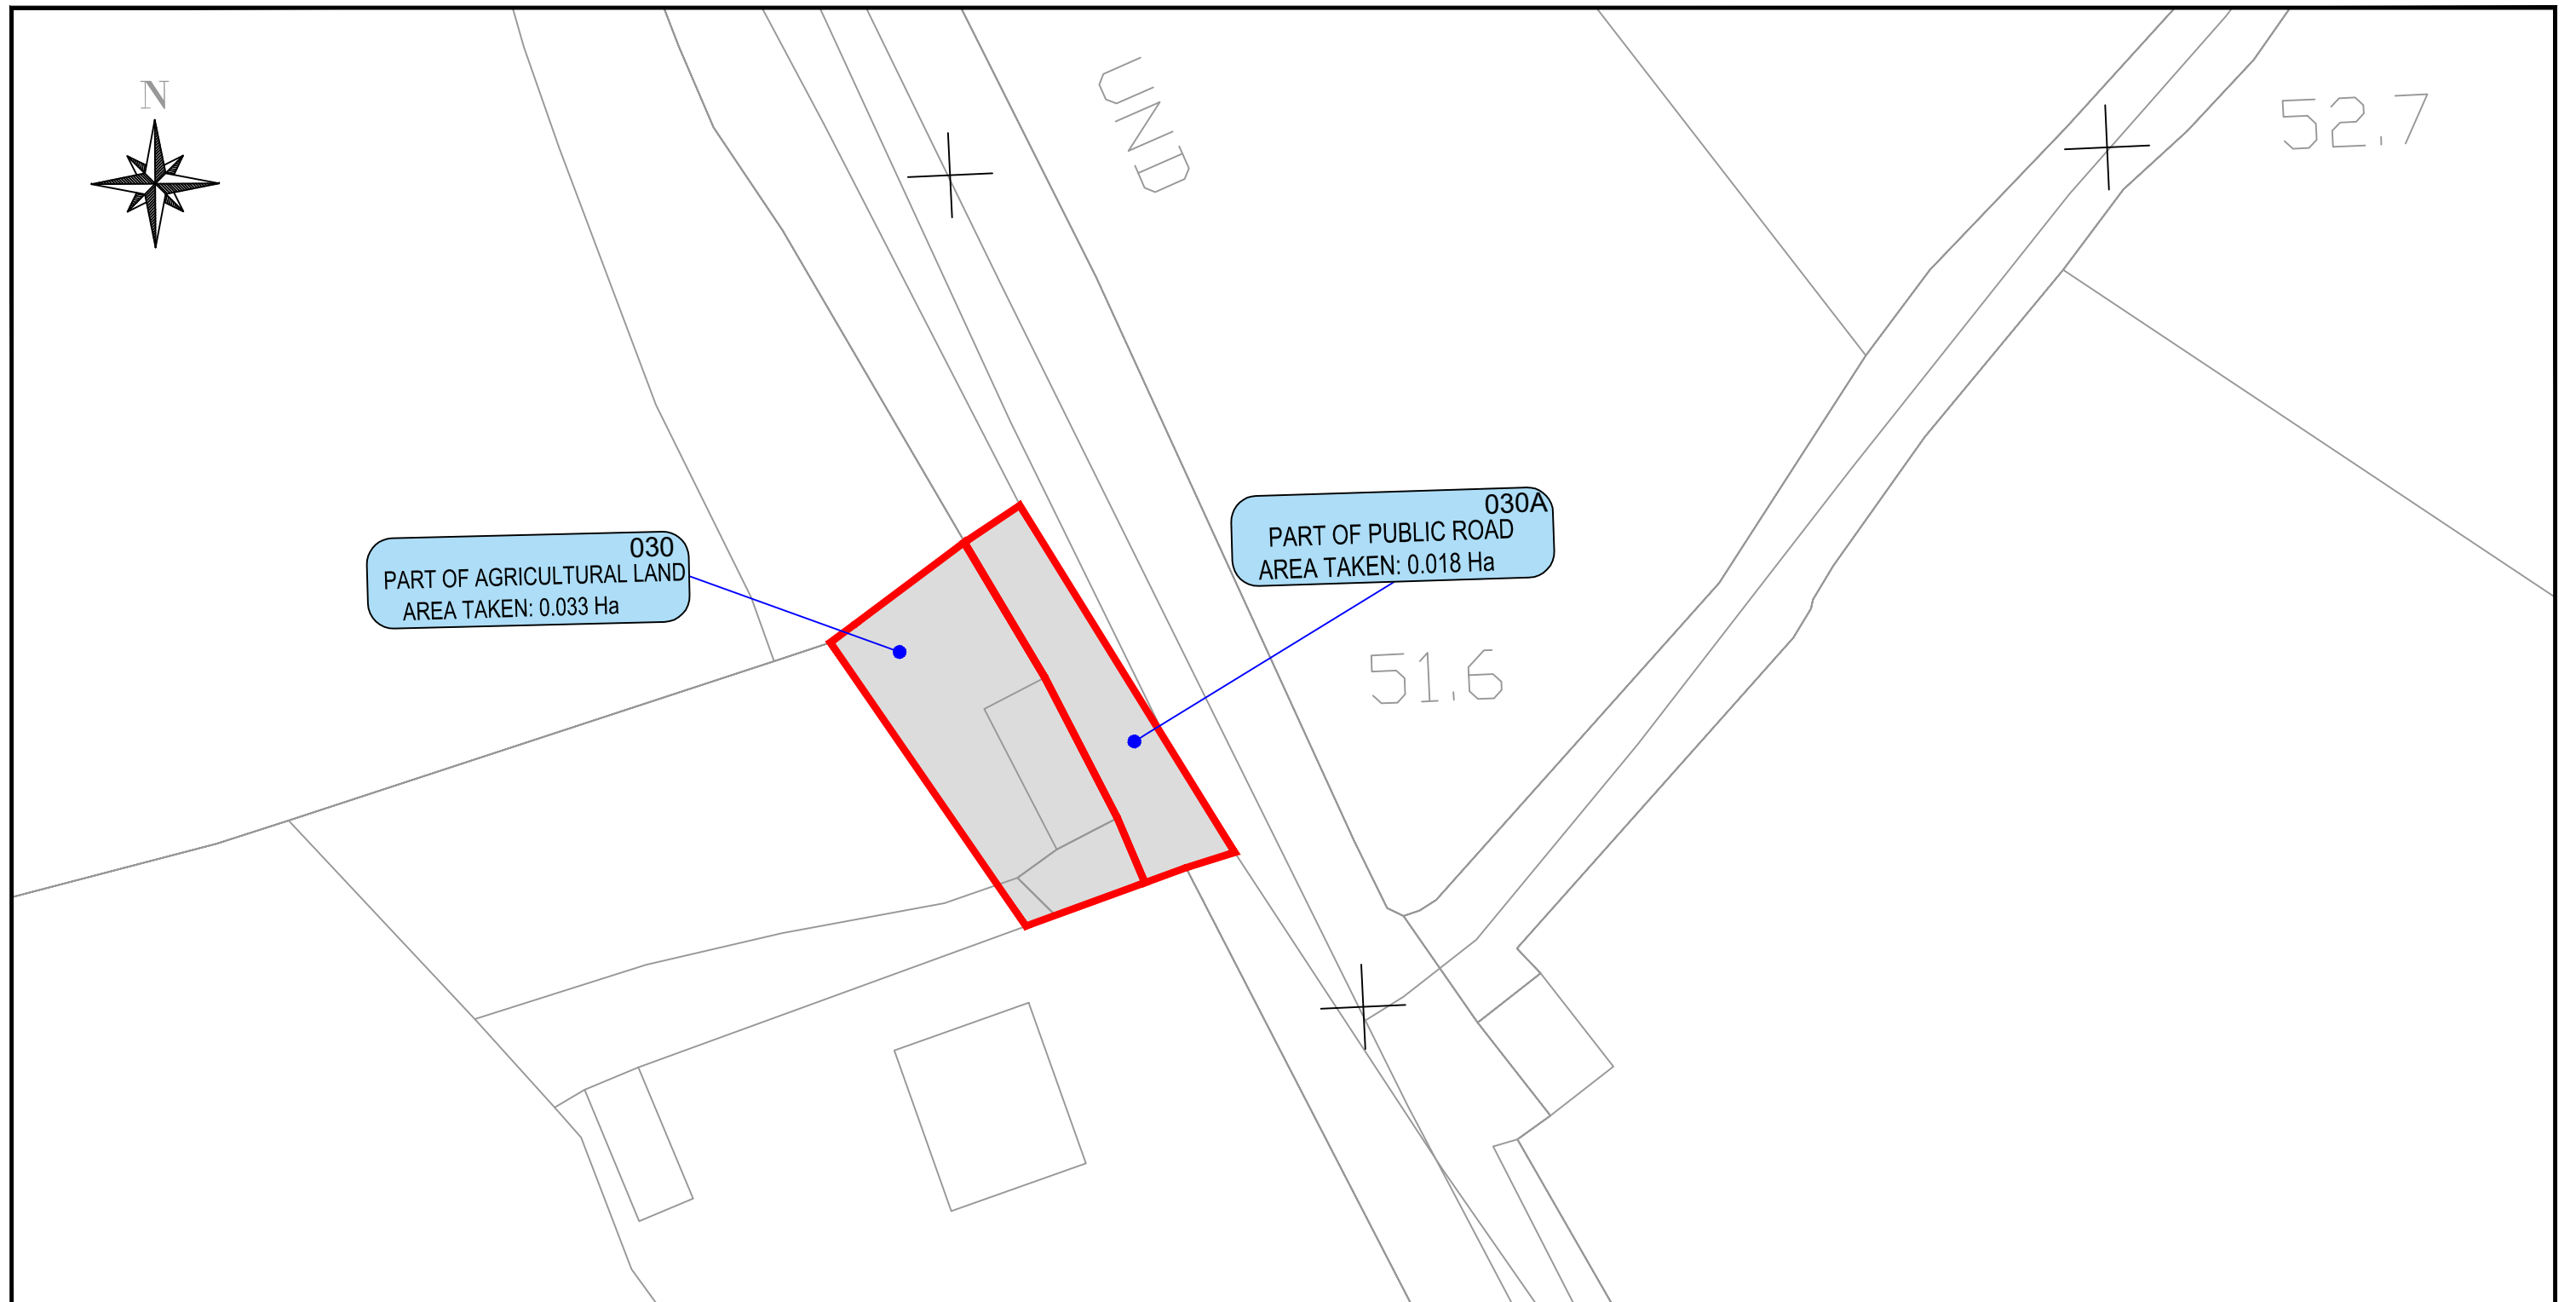 N
UND
52.7
030
PART OF AGRICULTURAL LAND
AREA TAKEN: 0.033 Ha
030A
PART OF PUBLIC ROAD
AREA TAKEN: 0.018 Ha
51.6